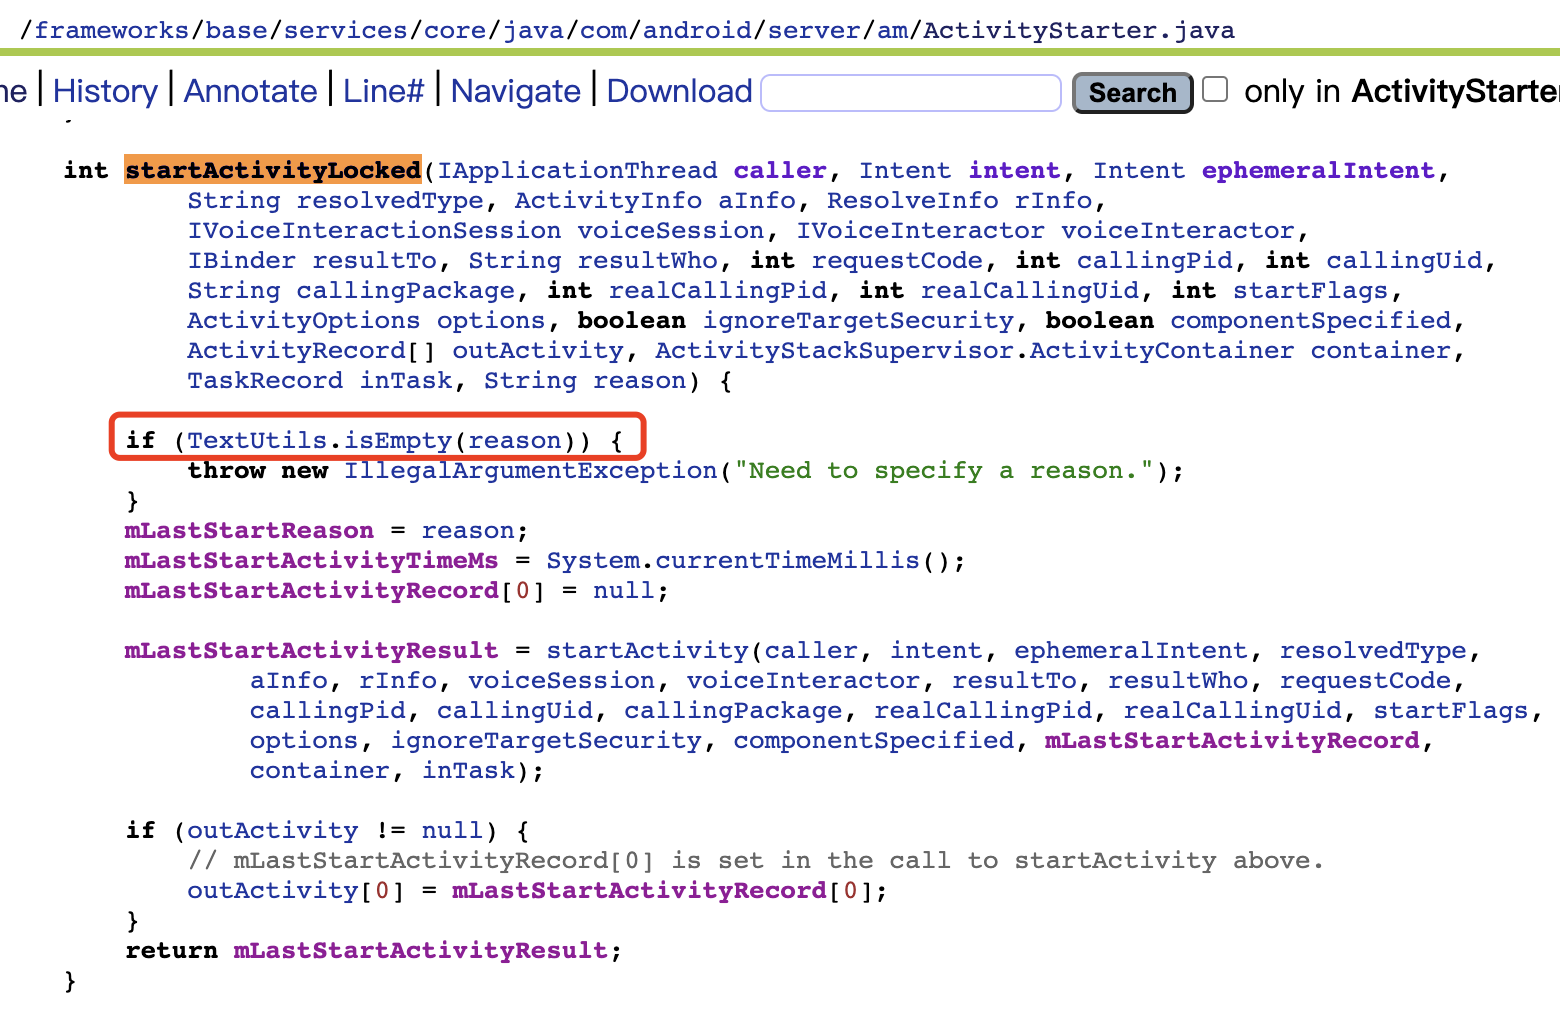 /frameworks/base/services/core/java/com/android/server/am/ActivityStarter.java
History | Annotate | Line# | Navigate | Download Search only in ActivityStarter
int startActivityLocked(IApplicationThread caller, Intent intent, Intent ephemeralIntent,
String resolvedType, ActivityInfo aInfo, ResolveInfo rInfo,
IVoiceInteractionSession voiceSession, IVoiceInteractor voiceInteractor,
IBinder resultTo, String resultWho, int requestCode, int callingPid, int callingUid,
String callingPackage, int realCallingPid, int realCallingUid, int startFlags,
ActivityOptions options, boolean ignoreTargetSecurity, boolean componentSpecified,
ActivityRecord[] outActivity, ActivityStackSupervisor.ActivityContainer container,
TaskRecord inTask, String reason) {
if (TextUtils.isEmpty(reason)) {
throw new IllegalArgumentException("Need to specify a reason.");
}
mLastStartReason = reason;
mLastStartActivityTimeMs = System.currentTimeMillis();
mLastStartActivityRecord[0] = null;
mLastStartActivityResult = startActivity(caller, intent, ephemeralIntent, resolvedType,
aInfo, rInfo, voiceSession, voiceInteractor, resultTo, resultWho, requestCode,
callingPid, callingUid, callingPackage, realCallingPid, realCallingUid, startFlags,
options, ignoreTargetSecurity, componentSpecified, mLastStartActivityRecord,
container, inTask);
if (outActivity != null) {
// mLastStartActivityRecord[0] is set in the call to startActivity above.
outActivity[0] = mLastStartActivityRecord[0];
}
return mLastStartActivityResult;
}